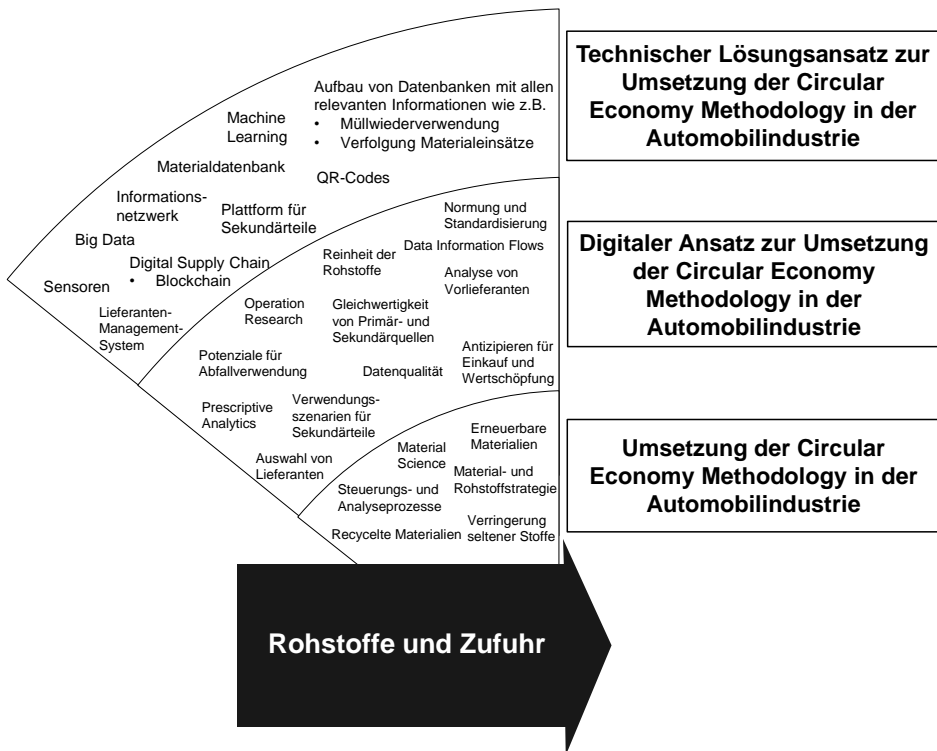 Technischer Lösungsansatz zur
Umsetzung der Circular
Economy Methodology in der
Automobilindustrie
Aufbau von Datenbanken mit allen
relevanten Informationen wie z.B.
• Müllwiederverwendung
• Verfolgung Materialeinsätze
Machine
Learning
Materialdatenbank
QR-Codes
Informations-
netzwerk
Plattform für
Sekundärteile
Big Data
Digital Supply Chain
• Blockchain
Sensoren
Lieferanten-
Management-
System
Digitaler Ansatz zur Umsetzung
der Circular Economy
Methodology in der
Automobilindustrie
Normung und
Standardisierung
Data Information Flows
Reinheit der
Rohstoffe
Analyse von
Vorlieferanten
Operation
Research
Gleichwertigkeit
von Primär- und
Sekundärquellen
Antizipieren für
Einkauf und
Wertschöpfung
Potenziale für
Abfallverwendung
Datenqualität
Prescriptive
Analytics
Verwendungs-
szenarien für
Sekundärteile
Auswahl von
Lieferanten
Umsetzung der Circular
Economy Methodology in der
Automobilindustrie
Erneuerbare
Materialien
Material
Science
Material- und
Rohstoffstrategie
Steuerungs- und
Analyseprozesse
Verringerung
seltener Stoffe
Recycelte Materialien
Rohstoffe und Zufuhr